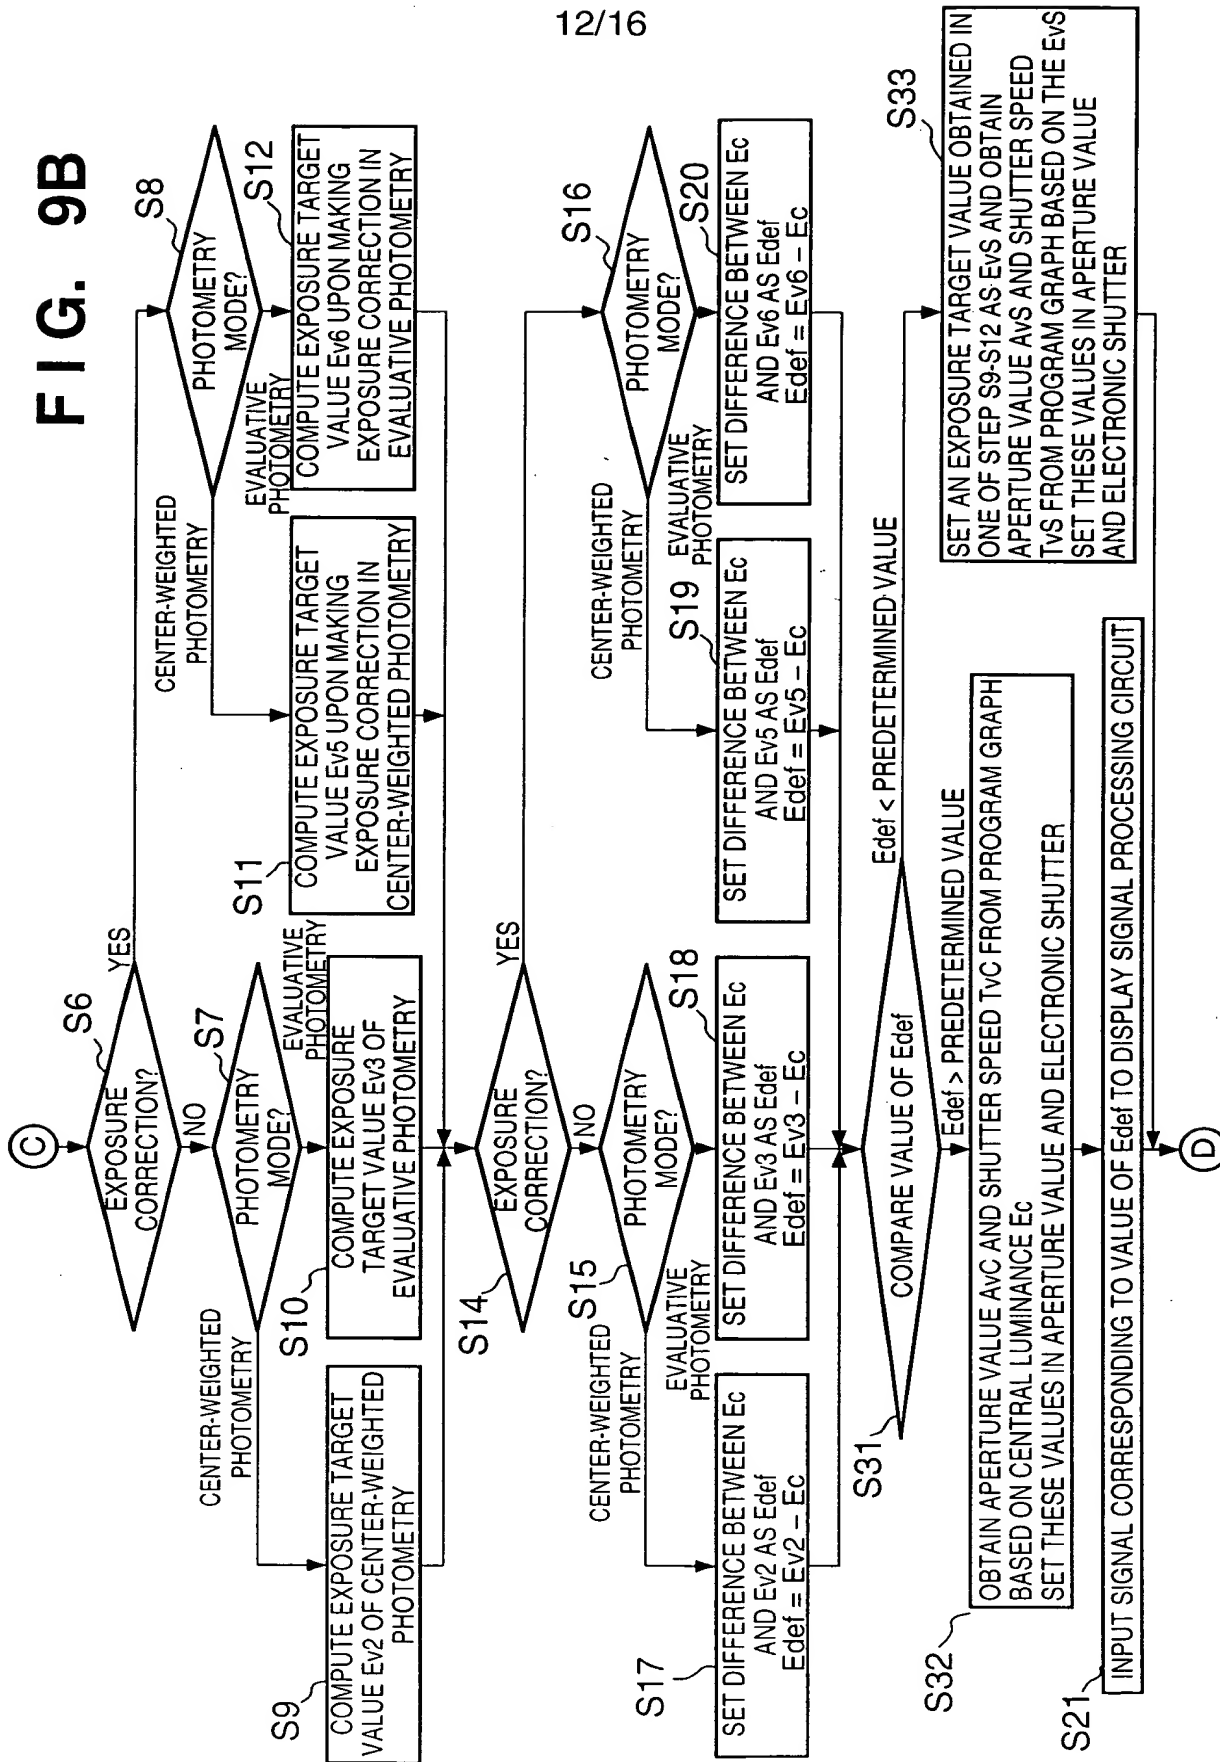 12/16
FIG. 9B
C
S6
EXPOSURE
CORRECTION?
YES
NO
S7
PHOTOMETRY
MODE?
CENTER-WEIGHTED
PHOTOMETRY
EVALUATIVE
PHOTOMETRY
S8
PHOTOMETRY
MODE?
CENTER-WEIGHTED
PHOTOMETRY
EVALUATIVE
PHOTOMETRY
S9
COMPUTE EXPOSURE TARGET
VALUE Ev2 OF CENTER-WEIGHTED
PHOTOMETRY
S10
COMPUTE EXPOSURE
TARGET VALUE Ev3 OF
EVALUATIVE PHOTOMETRY
S11
COMPUTE EXPOSURE TARGET
VALUE Ev5 UPON MAKING
EXPOSURE CORRECTION IN
CENTER-WEIGHTED PHOTOMETRY
S12
COMPUTE EXPOSURE TARGET
VALUE Ev6 UPON MAKING
EXPOSURE CORRECTION IN
EVALUATIVE PHOTOMETRY
S14
EXPOSURE
CORRECTION?
YES
NO
S15
PHOTOMETRY
MODE?
CENTER-WEIGHTED
PHOTOMETRY
EVALUATIVE
PHOTOMETRY
S16
PHOTOMETRY
MODE?
CENTER-WEIGHTED
PHOTOMETRY
EVALUATIVE
PHOTOMETRY
S17
SET DIFFERENCE BETWEEN Ec
AND Ev2 AS Edef
Edef = Ev2 – Ec
S18
SET DIFFERENCE BETWEEN Ec
AND Ev3 AS Edef
Edef = Ev3 – Ec
S19
SET DIFFERENCE BETWEEN Ec
AND Ev5 AS Edef
Edef = Ev5 – Ec
S20
SET DIFFERENCE BETWEEN Ec
AND Ev6 AS Edef
Edef = Ev6 – Ec
S31
COMPARE VALUE OF Edef
Edef < PREDETERMINED VALUE
Edef > PREDETERMINED VALUE
S32
OBTAIN APERTURE VALUE AvC AND SHUTTER SPEED TvC FROM PROGRAM GRAPH
BASED ON CENTRAL LUMINANCE Ec
SET THESE VALUES IN APERTURE VALUE AND ELECTRONIC SHUTTER
S33
SET AN EXPOSURE TARGET VALUE OBTAINED IN
ONE OF STEP S9-S12 AS EvS AND OBTAIN
APERTURE VALUE AvS AND SHUTTER SPEED
TvS FROM PROGRAM GRAPH BASED ON THE EvS
SET THESE VALUES IN APERTURE VALUE
AND ELECTRONIC SHUTTER
S21
INPUT SIGNAL CORRESPONDING TO VALUE OF Edef TO DISPLAY SIGNAL PROCESSING CIRCUIT
D